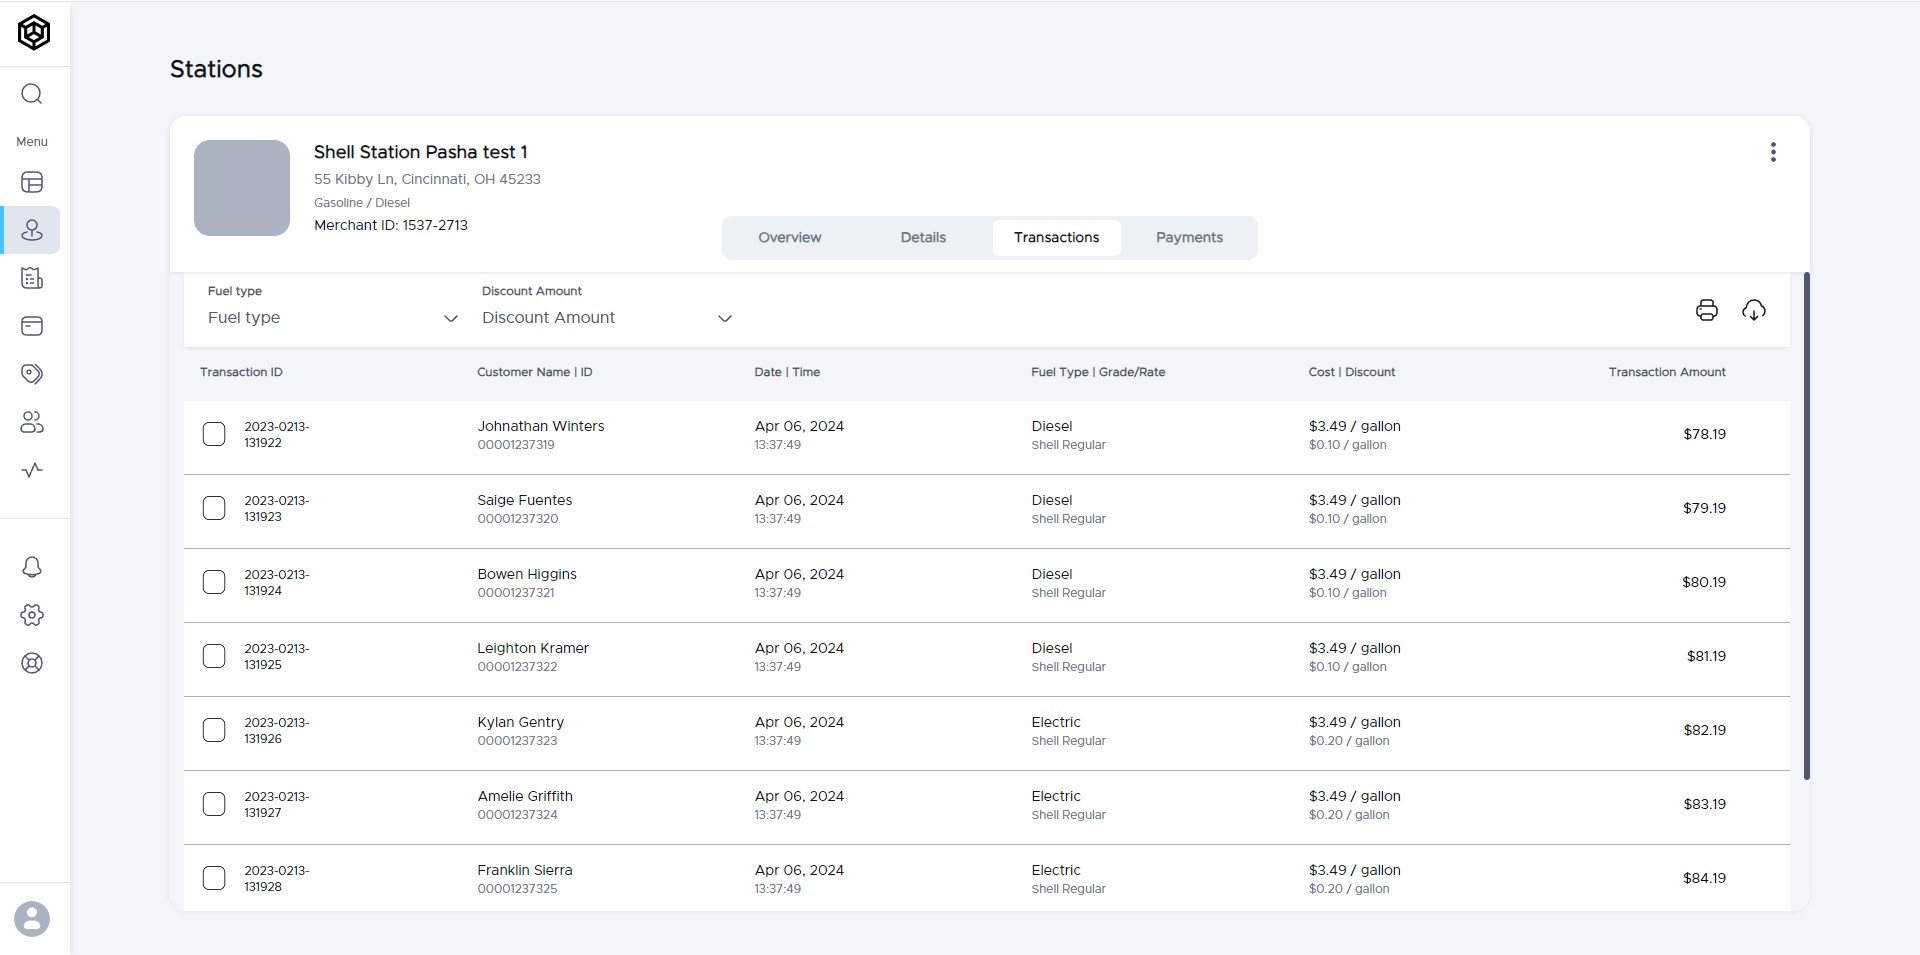 Stations
Menu
Shell Station Pasha test 1
55 Kibby Ln, Cincinnati, OH 45233
Gasoline / Diesel
Merchant ID: 1537-2713
Overview Details Transactions Payments
Fuel type Discount Amount
Fuel type Discount Amount
Transaction ID Customer Name | ID Date | Time Fuel Type | Grade/Rate Cost | Discount Transaction Amount
2023-0213- Johnathan Winters Apr 06, 2024 Diesel $3.49 / gallon $78.19
131922 00001237319 13:37:49 Shell Regular $0.10 / gallon
2023-0213- Saige Fuentes Apr 06, 2024 Diesel $3.49 / gallon $79.19
131923 00001237320 13:37:49 Shell Regular $0.10 / gallon
2023-0213- Bowen Higgins Apr 06, 2024 Diesel $3.49 / gallon $80.19
131924 00001237321 13:37:49 Shell Regular $0.10 / gallon
2023-0213- Leighton Kramer Apr 06, 2024 Diesel $3.49 / gallon $81.19
131925 00001237322 13:37:49 Shell Regular $0.10 / gallon
2023-0213- Kylan Gentry Apr 06, 2024 Electric $3.49 / gallon $82.19
131926 00001237323 13:37:49 Shell Regular $0.20 / gallon
2023-0213- Amelie Griffith Apr 06, 2024 Electric $3.49 / gallon $83.19
131927 00001237324 13:37:49 Shell Regular $0.20 / gallon
2023-0213- Franklin Sierra Apr 06, 2024 Electric $3.49 / gallon $84.19
131928 00001237325 13:37:49 Shell Regular $0.20 / gallon